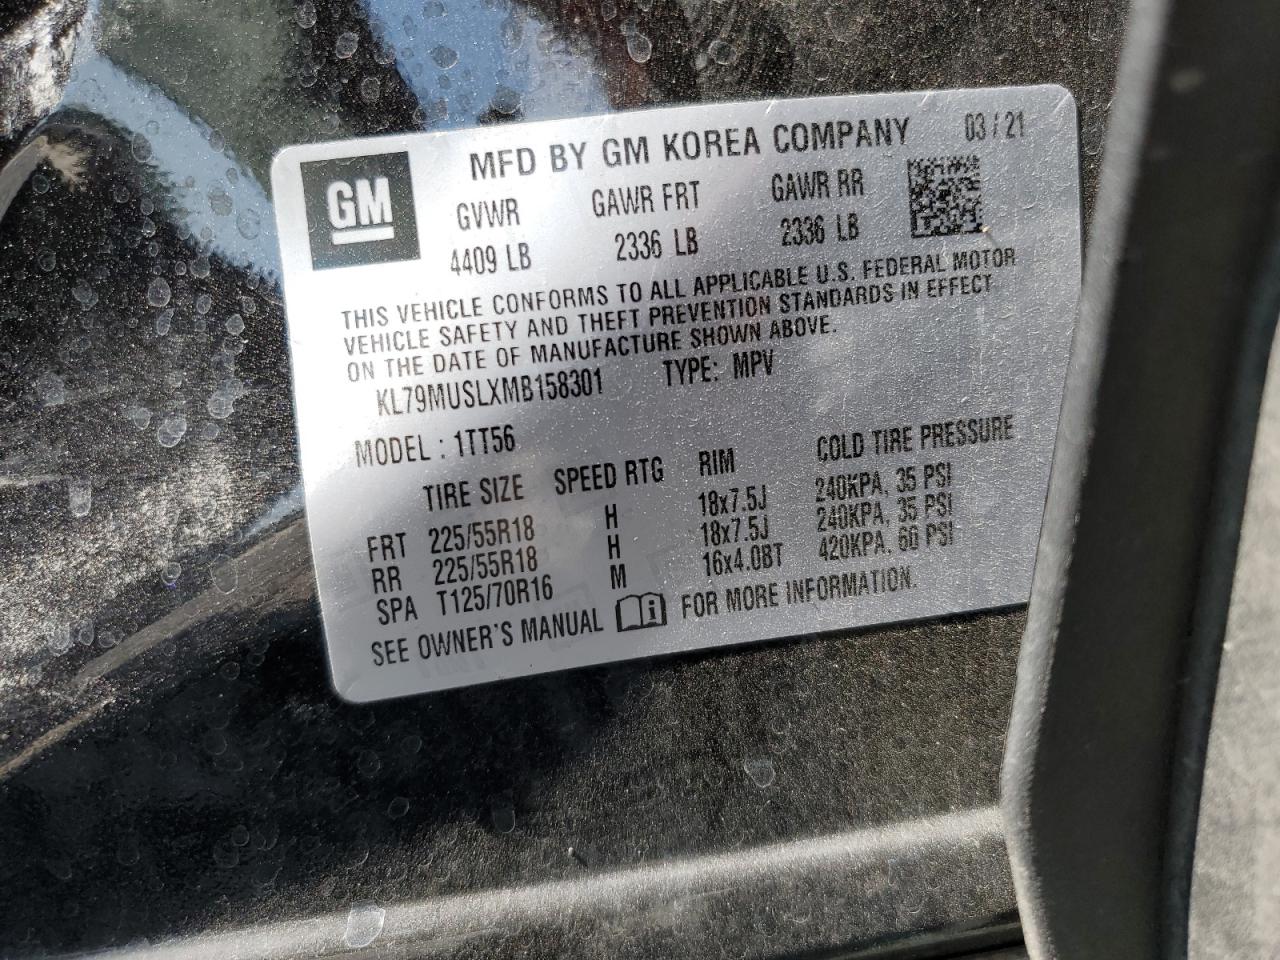 MFD BY GM KOREA COMPANY 03 / 21
GM
GVWR GAWR FRT GAWR RR
4409 LB 2336 LB 2336 LB
THIS VEHICLE CONFORMS TO ALL APPLICABLE U.S. FEDERAL MOTOR
VEHICLE SAFETY AND THEFT PREVENTION STANDARDS IN EFFECT
ON THE DATE OF MANUFACTURE SHOWN ABOVE.
KL79MUSLXMB158301 TYPE: MPV
MODEL : 1TT56
TIRE SIZE SPEED RTG RIM COLD TIRE PRESSURE
FRT 225/55R18 H 18x7.5J 240KPA, 35 PSI
RR 225/55R18 H 18x7.5J 240KPA, 35 PSI
SPA T125/70R16 M 16x4.0BT 420KPA, 60 PSI
SEE OWNER'S MANUAL FOR MORE INFORMATION.